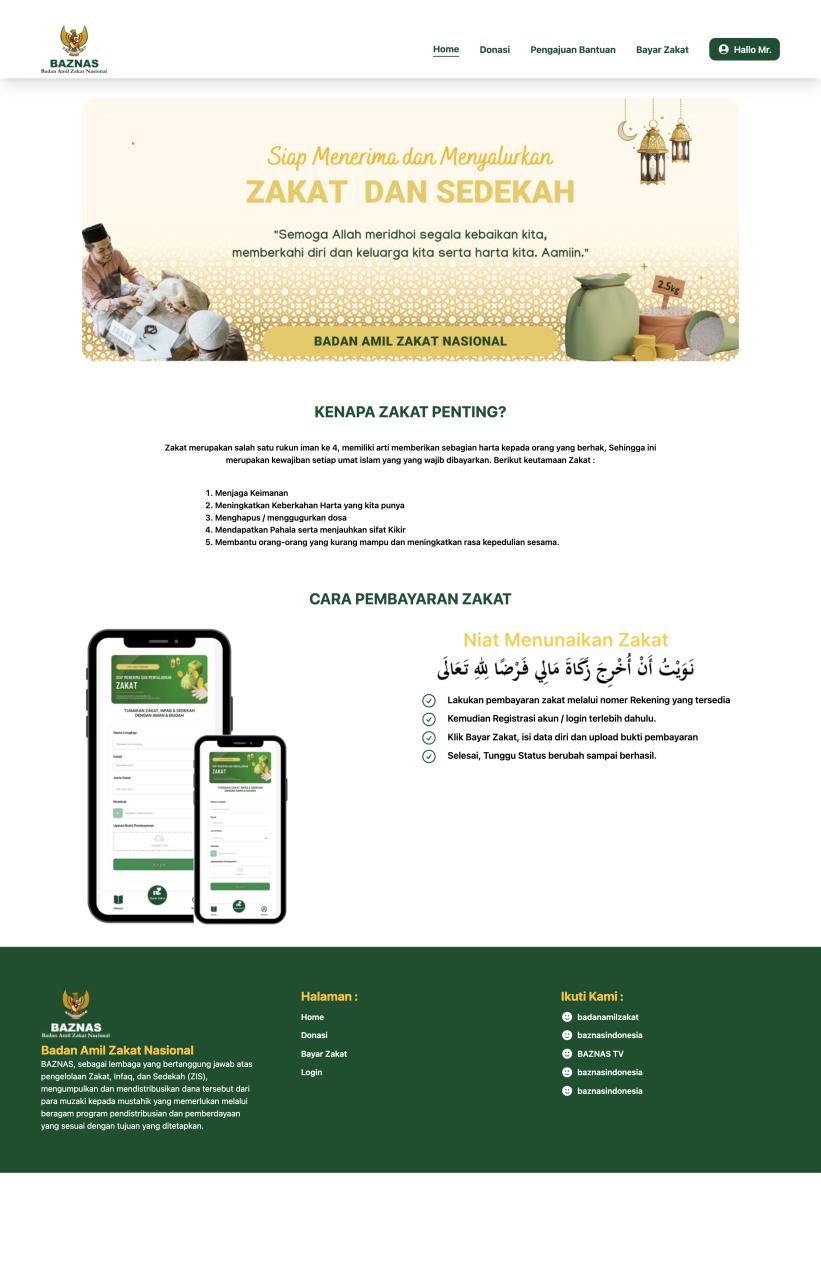 BAZNAS
Badan Amil Zakat Nasional
Home
Donasi
Pengajuan Bantuan
Bayar Zakat
Hallo Mr.
Siap Menerima dan Menyalurkan
ZAKAT DAN SEDEKAH
"Semoga Allah meridhoi segala kebaikan kita,
memberkahi diri dan keluarga kita serta harta kita. Aamiin."
2.5kg
BADAN AMIL ZAKAT NASIONAL
KENAPA ZAKAT PENTING?
Zakat merupakan salah satu rukun iman ke 4, memiliki arti memberikan sebagian harta kepada orang yang berhak, Sehingga ini
merupakan kewajiban setiap umat islam yang yang wajib dibayarkan. Berikut keutamaan Zakat :
1. Menjaga Keimanan
2. Meningkatkan Keberkahan Harta yang kita punya
3. Menghapus / menggugurkan dosa
4. Mendapatkan Pahala serta menjauhkan sifat Kikir
5. Membantu orang-orang yang kurang mampu dan meningkatkan rasa kepedulian sesama.
CARA PEMBAYARAN ZAKAT
SIAP MENERIMA DAN MENYALURKAN
ZAKAT
TUNAIKAN ZAKAT, INFAQ & SEDEKAH
DENGAN AMAN & MUDAH
Nama Lengkap
Email
Jenis Dana
Nominal
Upload Bukti Pembayaran
ZAKAT
Niat Menunaikan Zakat
نَوَيْتُ أَنْ أُخْرِجَ زَكَاةَ مَالِي فَرْضًا لِلَّهِ تَعَالَى
Lakukan pembayaran zakat melalui nomer Rekening yang tersedia
Kemudian Registrasi akun / login terlebih dahulu.
Klik Bayar Zakat, isi data diri dan upload bukti pembayaran
Selesai, Tunggu Status berubah sampai berhasil.
BAZNAS
Badan Amil Zakat Nasional
Badan Amil Zakat Nasional
BAZNAS, sebagai lembaga yang bertanggung jawab atas
pengelolaan Zakat, Infaq, dan Sedekah (ZIS),
mengumpulkan dan mendistribusikan dana tersebut dari
para muzaki kepada mustahik yang memerlukan melalui
beragam program pendistribusian dan pemberdayaan
yang sesuai dengan tujuan yang ditetapkan.
Halaman :
Home
Donasi
Bayar Zakat
Login
Ikuti Kami :
badanamilzakat
baznasindonesia
BAZNAS TV
baznasindonesia
baznasindonesia